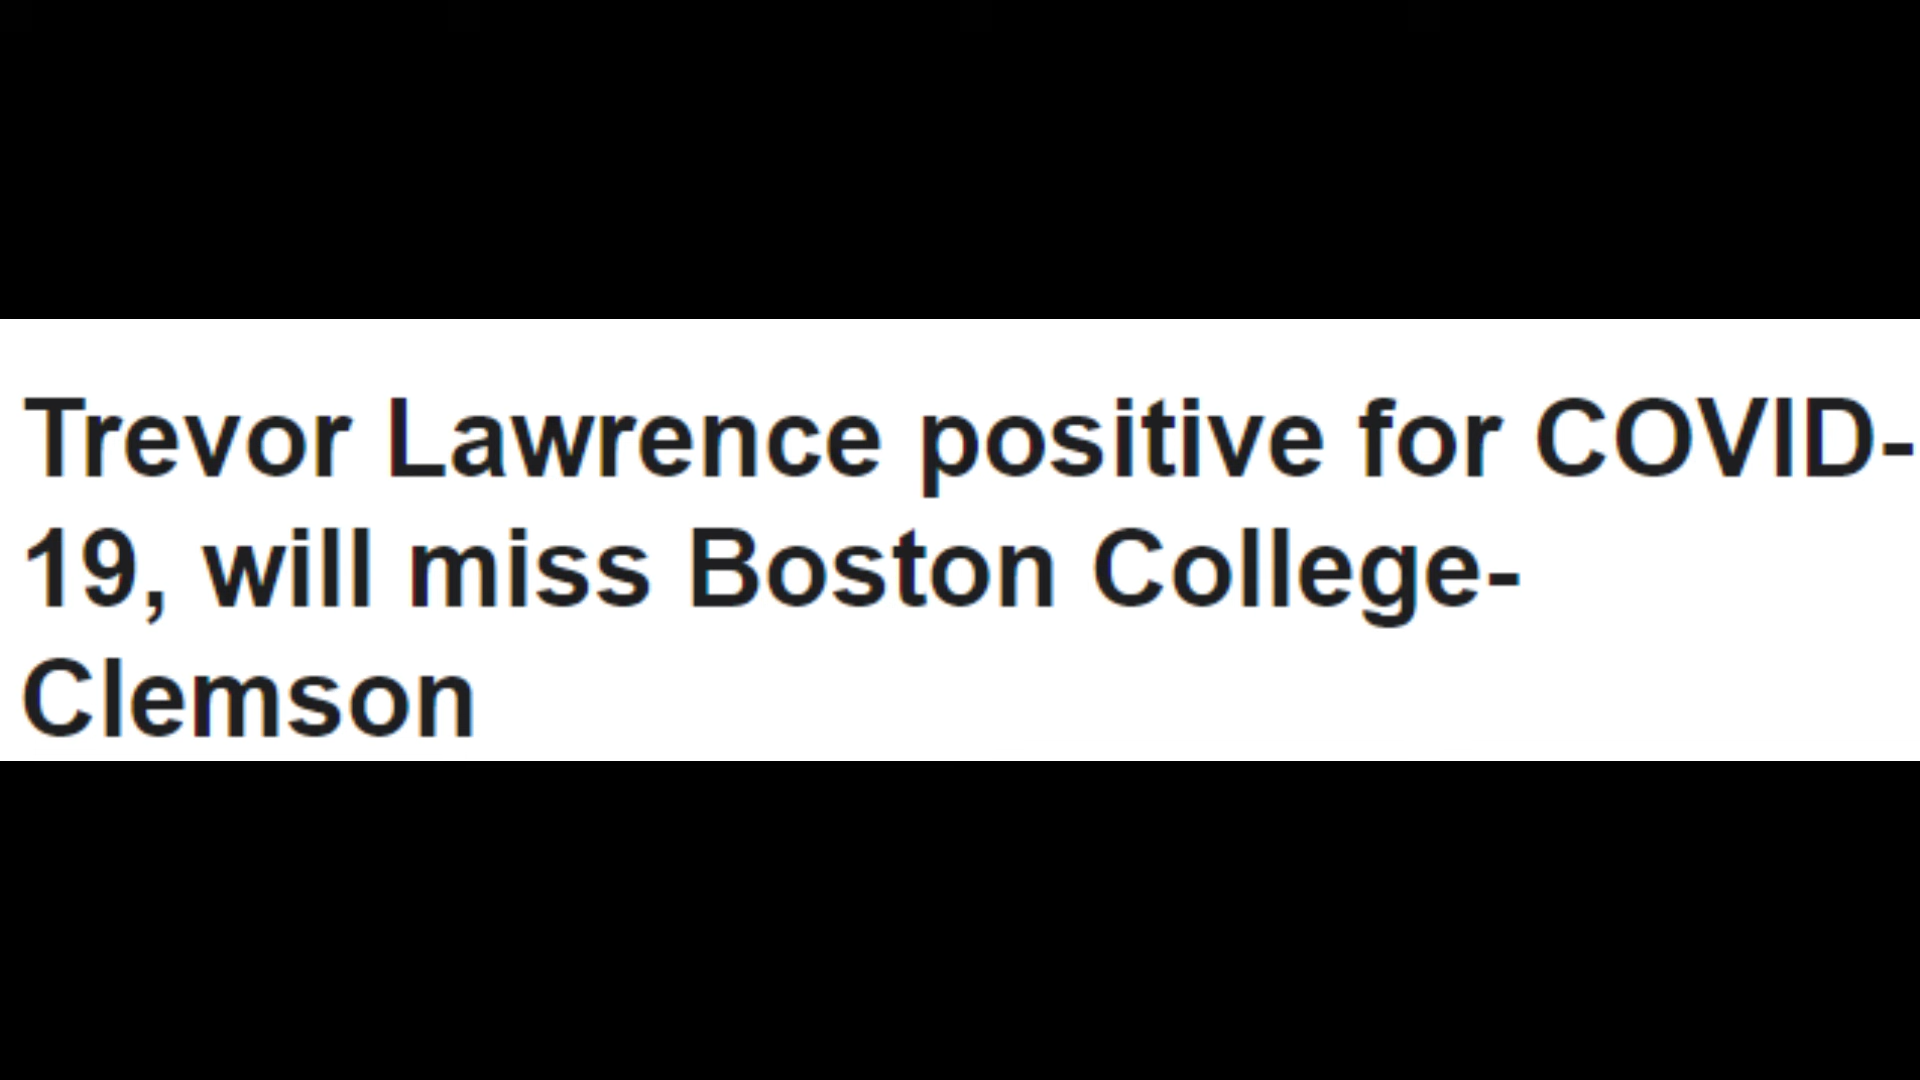 Trevor Lawrence positive for COVID-
19, will miss Boston College-
Clemson